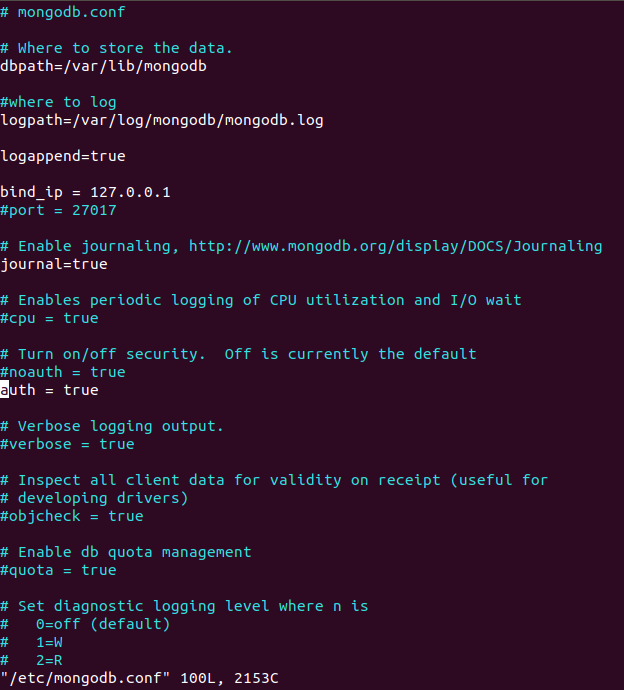 # mongodb.conf
# Where to store the data.
dbpath=/var/lib/mongodb
#where to log
logpath=/var/log/mongodb/mongodb.log
logappend=true
bind_ip = 127.0.0.1
#port = 27017
# Enable journaling, http://www.mongodb.org/display/DOCS/Journaling
journal=true
# Enables periodic logging of CPU utilization and I/O wait
#cpu = true
# Turn on/off security.  Off is currently the default
#noauth = true
auth = true
# Verbose logging output.
#verbose = true
# Inspect all client data for validity on receipt (useful for
# developing drivers)
#objcheck = true
# Enable db quota management
#quota = true
# Set diagnostic logging level where n is
#   0=off (default)
#   1=W
#   2=R
"/etc/mongodb.conf" 100L, 2153C